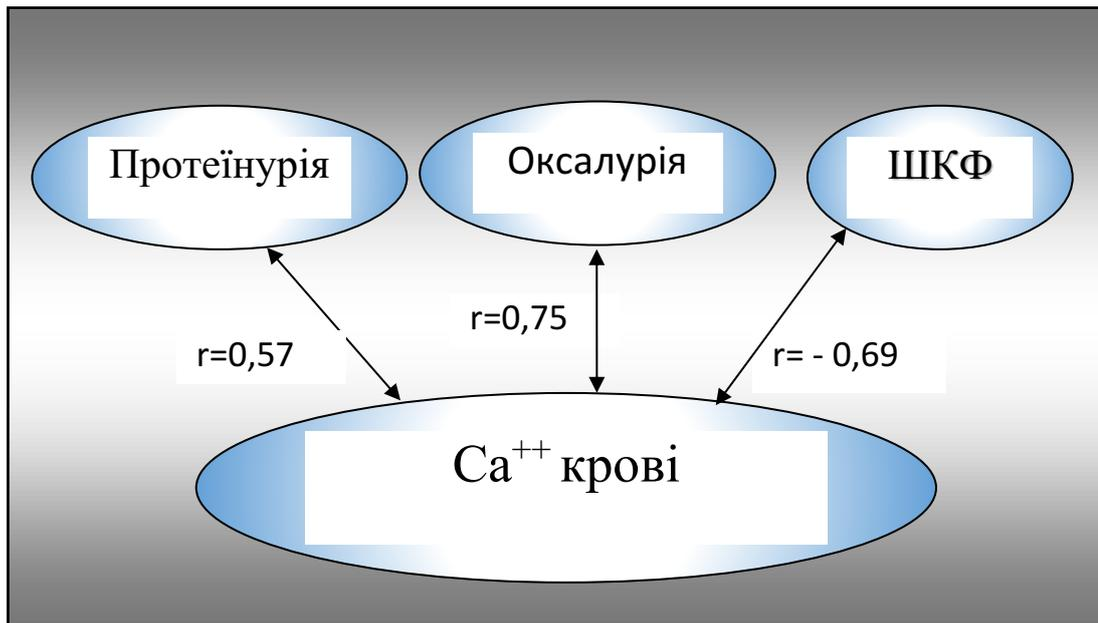 Протеїнурія
Оксалурія
ШКФ
r=0,57
r=0,75
r= - 0,69
Ca⁺⁺ крові